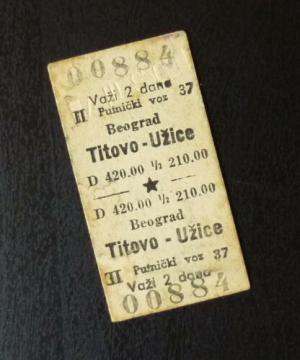 00884
Važi 2 dana
II Putnički voz 37
Beograd
Titovo - Užice
D 420.00 ½ 210.00
★
D 420.00 ½ 210.00
Beograd
Titovo - Užice
II Putnički voz 37
Važi 2 dana
00884